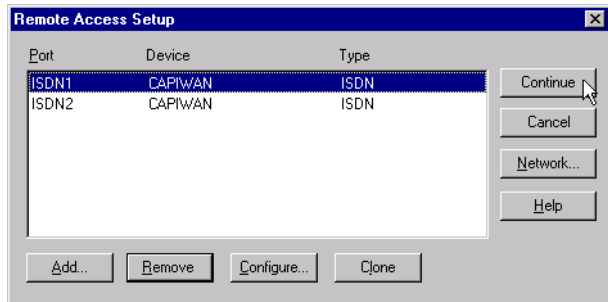 Remote Access Setup
Port Device Type
ISDN1 CAPIWAN ISDN
ISDN2 CAPIWAN ISDN
Continue
Cancel
Network...
Help
Add... Remove Configure... Clone